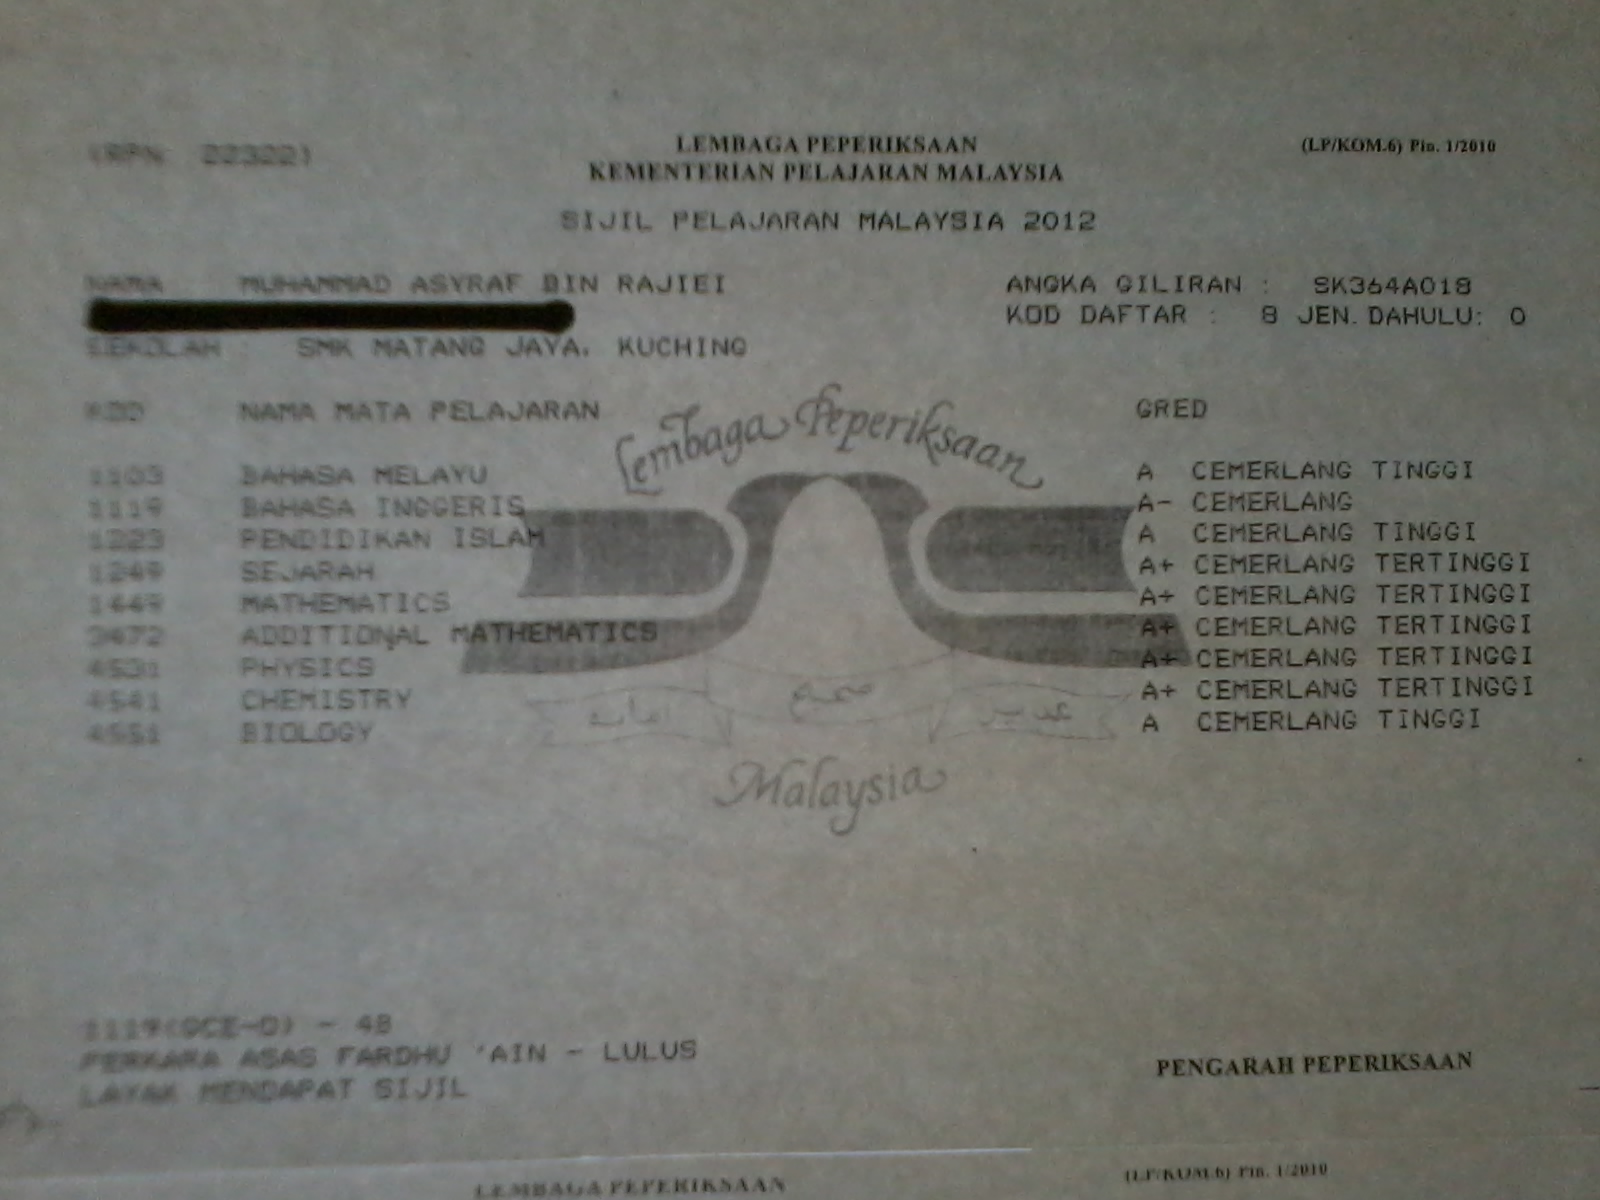 (RPN 223022)
LEMBAGA PEPERIKSAAN
KEMENTERIAN PELAJARAN MALAYSIA
(LP/KOM.6) Pin. 1/2010
SIJIL PELAJARAN MALAYSIA 2012
NAMA : MUHAMMAD ASYRAF BIN RAJIEI
ANGKA GILIRAN : SK364A018
KOD DAFTAR : 8 JEN. DAHULU: 0
SEKOLAH : SMK MATANG JAYA, KUCHING
KOD NAMA MATA PELAJARAN GRED
1103 BAHASA MELAYU A CEMERLANG TINGGI
1119 BAHASA INGGERIS A- CEMERLANG
1223 PENDIDIKAN ISLAM A CEMERLANG TINGGI
1249 SEJARAH A+ CEMERLANG TERTINGGI
1449 MATHEMATICS A+ CEMERLANG TERTINGGI
3472 ADDITIONAL MATHEMATICS A+ CEMERLANG TERTINGGI
4531 PHYSICS A+ CEMERLANG TERTINGGI
4541 CHEMISTRY A+ CEMERLANG TERTINGGI
4551 BIOLOGY A CEMERLANG TINGGI
Lembaga Peperiksaan
Malaysia
1119(GCE-O) - 4B
PERKARA ASAS FARDHU 'AIN - LULUS
LAYAK MENDAPAT SIJIL
PENGARAH PEPERIKSAAN
LEMBAGA PEPERIKSAAN
(LP/KOM.6) Pin. 1/2010